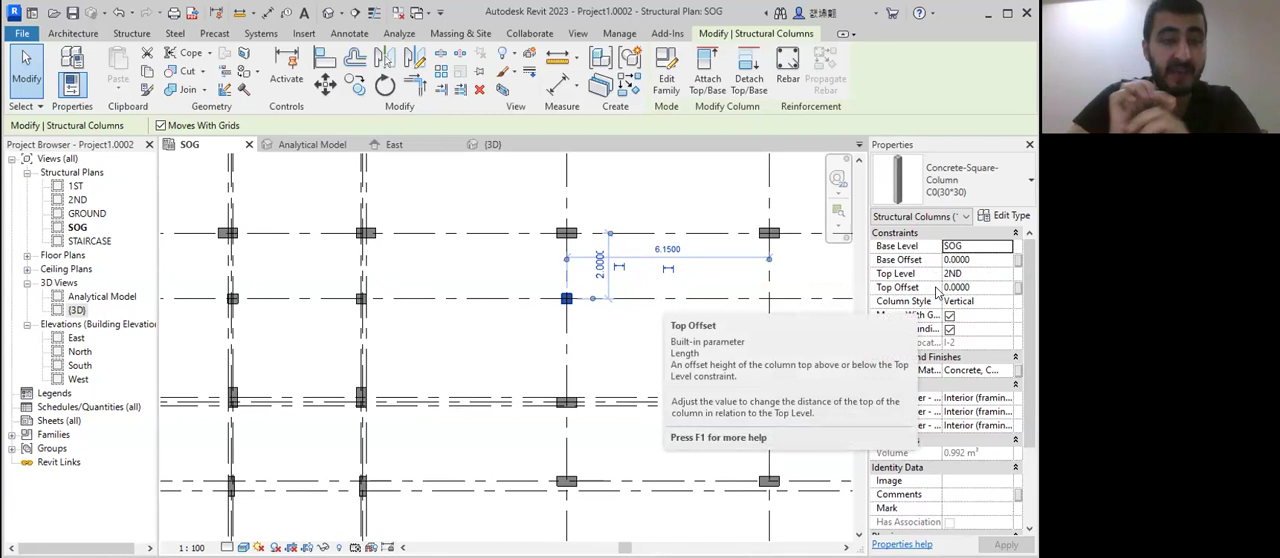 Autodesk Revit 2023 - Project1.0002 - Structural Plan: SOG
File Architecture Structure Steel Precast Systems Insert Annotate Analyze Massing & Site Collaborate View Manage Add-Ins Modify | Structural Columns
Modify Paste Cope Cut Join Activate Edit Family Attach Top/Base Detach Top/Base Rebar Propagate Rebar
Select Properties Clipboard Geometry Controls Modify View Measure Create Mode Modify Column Reinforcement
Modify | Structural Columns Moves With Grids
Project Browser - Project1.0002
SOG Analytical Model East {3D}
Views (all)
Structural Plans
1ST
2ND
GROUND
SOG
STAIRCASE
Floor Plans
Ceiling Plans
3D Views
Analytical Model
{3D}
Elevations (Building Elevatio
East
North
South
West
Legends
Schedules/Quantities (all)
Sheets (all)
Families
Groups
Revit Links
6.1500
2.0000
Top Offset
Built-in parameter
Length
An offset height of the column top above or below the Top
Level constraint.
Adjust the value to change the distance of the top of the
column in relation to the Top Level.
Press F1 for more help
1 : 100
Properties
Concrete-Square-
Column
C0(30*30)
Structural Columns ( Edit Type
Constraints
Base Level SOG
Base Offset 0.0000
Top Level 2ND
Top Offset 0.0000
Column Style Vertical
I-2
Concrete, C...
Interior (framin...
Interior (framin...
Interior (framin...
Volume 0.992 m³
Identity Data
Image
Comments
Mark
Has Association
Properties help Apply